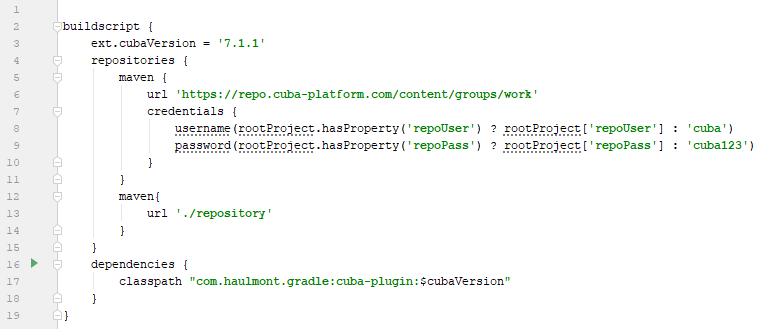 1
2 buildscript {
3     ext.cubaVersion = '7.1.1'
4     repositories {
5         maven {
6             url 'https://repo.cuba-platform.com/content/groups/work'
7             credentials {
8                 username(rootProject.hasProperty('repoUser') ? rootProject['repoUser'] : 'cuba')
9                 password(rootProject.hasProperty('repoPass') ? rootProject['repoPass'] : 'cuba123')
10             }
11         }
12         maven{
13             url './repository'
14         }
15     }
16     dependencies {
17         classpath "com.haulmont.gradle:cuba-plugin:$cubaVersion"
18     }
19 }